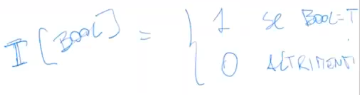 I[BOOL] = { 1 SE BOOL=T
0 ALTRIMENTI